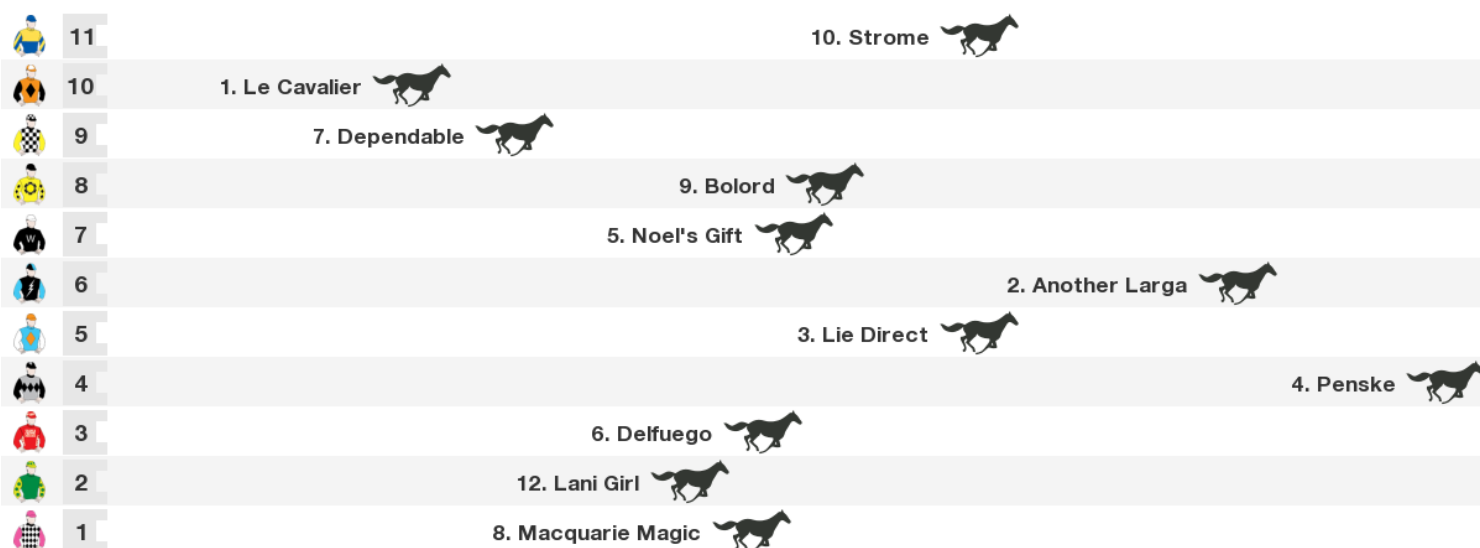 11 10. Strome
10 1. Le Cavalier
9 7. Dependable
8 9. Bolord
7 5. Noel's Gift
6 2. Another Larga
5 3. Lie Direct
4 4. Penske
3 6. Delfuego
2 12. Lani Girl
1 8. Macquarie Magic